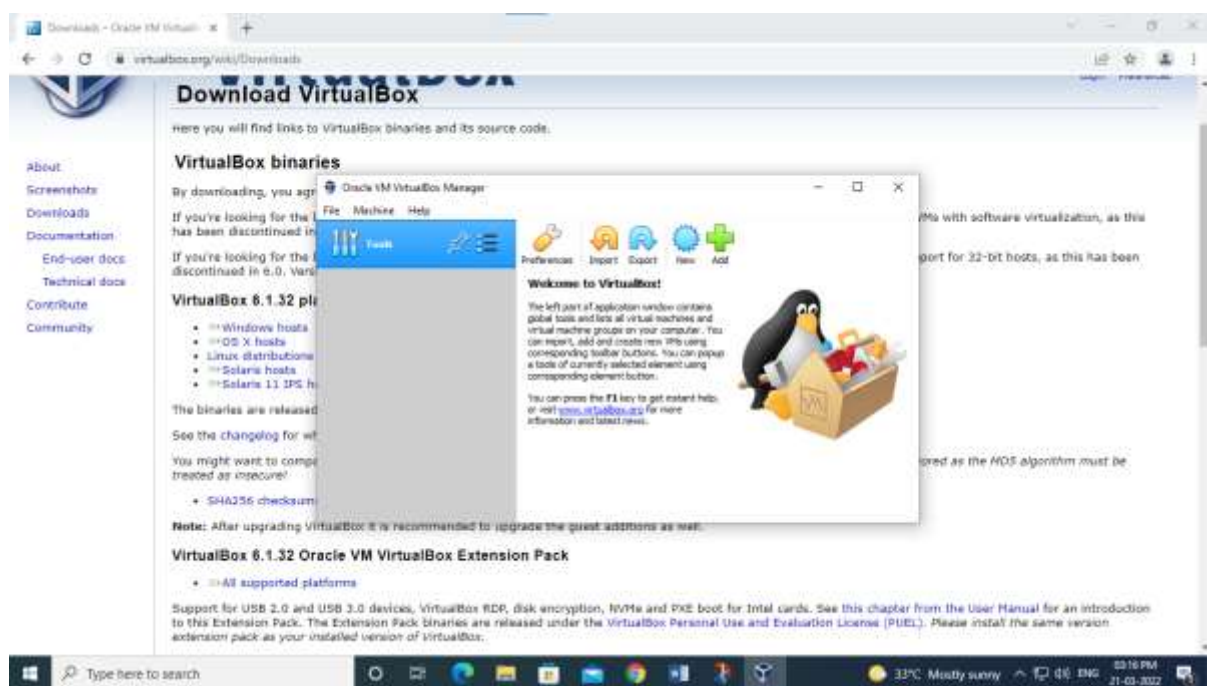 Downloads – Oracle VM Virtual
virtualbox.org/wiki/Downloads
VirtualBox
Login Preferences
Download VirtualBox
Here you will find links to VirtualBox binaries and its source code.
About
Screenshots
Downloads
Documentation
End-user docs
Technical docs
Contribute
Community
VirtualBox binaries
By downloading, you agr
If you're looking for the l
VMs with software virtualization, as this
has been discontinued in
If you're looking for the l
port for 32-bit hosts, as this has been
discontinued in 6.0. Vers
VirtualBox 6.1.32 pla
Windows hosts
OS X hosts
Linux distributions
Solaris hosts
Solaris 11 IPS h
The binaries are released
See the changelog for wh
You might want to compa
ored as the MD5 algorithm must be
treated as insecure!
SHA256 checksum
Note: After upgrading VirtualBox it is recommended to upgrade the guest additions as well.
VirtualBox 6.1.32 Oracle VM VirtualBox Extension Pack
All supported platforms
Support for USB 2.0 and USB 3.0 devices, VirtualBox RDP, disk encryption, NVMe and PXE boot for Intel cards. See this chapter from the User Manual for an introduction
to this Extension Pack. The Extension Pack binaries are released under the VirtualBox Personal Use and Evaluation License (PUEL). Please install the same version
extension pack as your installed version of VirtualBox.
Oracle VM VirtualBox Manager
File Machine Help
Tools
Preferences Import Export New Add
Welcome to VirtualBox!
The left part of application window contains
global tools and lists all virtual machines and
virtual machine groups on your computer. You
can import, add and create new VMs using
corresponding toolbar buttons. You can popup
a tools of currently selected element using
corresponding element button.
You can press the F1 key to get instant help,
or visit www.virtualbox.org for more
information and latest news.
VM
Type here to search
33°C Mostly sunny
ENG
03:16 PM
21-03-2022